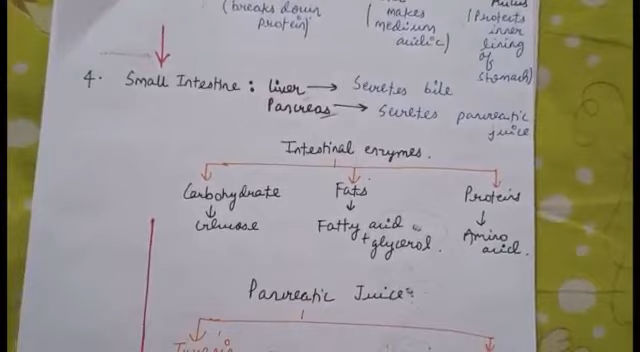 (breaks down protein)
(makes medium acidic)
(Protects inner lining of stomach)
4. Small Intestine : Liver → Secretes bile
Pancreas → Secretes pancreatic juice
Intestinal enzymes.
Carbohydrate Fats Proteins
↓ ↓ ↓
Glucose Fatty acid + glycerol. Amino acid.
Pancreatic Juice: